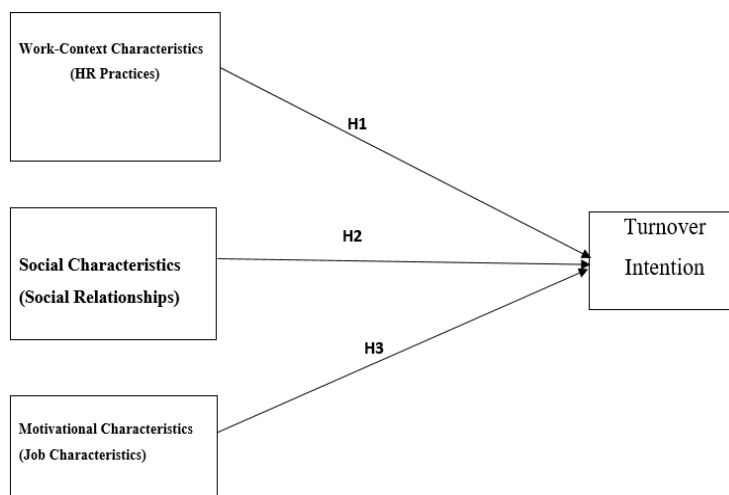 Work-Context Characteristics
(HR Practices)
H1
Social Characteristics
(Social Relationships)
H2
Turnover
Intention
H3
Motivational Characteristics
(Job Characteristics)